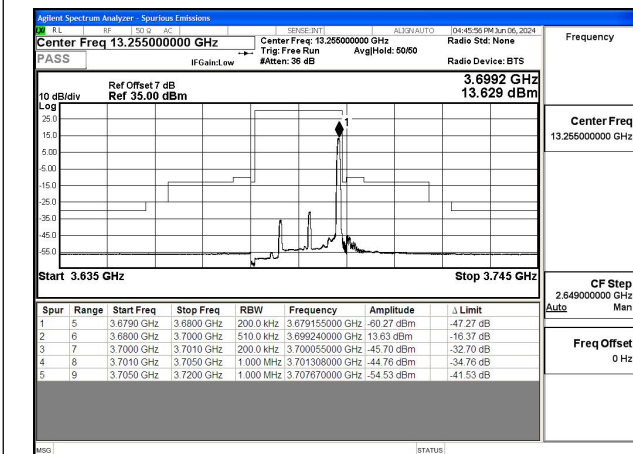 Agilent Spectrum Analyzer - Spurious Emissions
RL RF 50 Ω AC SENSE:INT ALIGN AUTO 04:45:56 PM Jun 06, 2024
Center Freq 13.255000000 GHz
Center Freq: 13.255000000 GHz
Radio Std: None
Trig: Free Run Avg|Hold: 50/50
PASS
IFGain:Low
#Atten: 36 dB
Radio Device: BTS
Frequency
Ref Offset 7 dB
3.6992 GHz
10 dB/div
Ref 35.00 dBm
13.629 dBm
Log
25.0
15.0
5.00
-5.00
-15.0
-25.0
-35.0
-45.0
-55.0
1
Start 3.635 GHz
Stop 3.745 GHz
Center Freq
13.255000000 GHz
CF Step
2.649000000 GHz
Auto Man
Freq Offset
0 Hz
Spur Range Start Freq Stop Freq RBW Frequency Amplitude Δ Limit
1 5 3.6790 GHz 3.6800 GHz 200.0 kHz 3.679155000 GHz -60.27 dBm -47.27 dB
2 6 3.6800 GHz 3.7000 GHz 510.0 kHz 3.699240000 GHz 13.63 dBm -16.37 dB
3 7 3.7000 GHz 3.7010 GHz 200.0 kHz 3.700055000 GHz -45.70 dBm -32.70 dB
4 8 3.7010 GHz 3.7050 GHz 1.000 MHz 3.701308000 GHz -44.76 dBm -34.76 dB
5 9 3.7050 GHz 3.7200 GHz 1.000 MHz 3.707670000 GHz -54.53 dBm -41.53 dB
MSG
STATUS